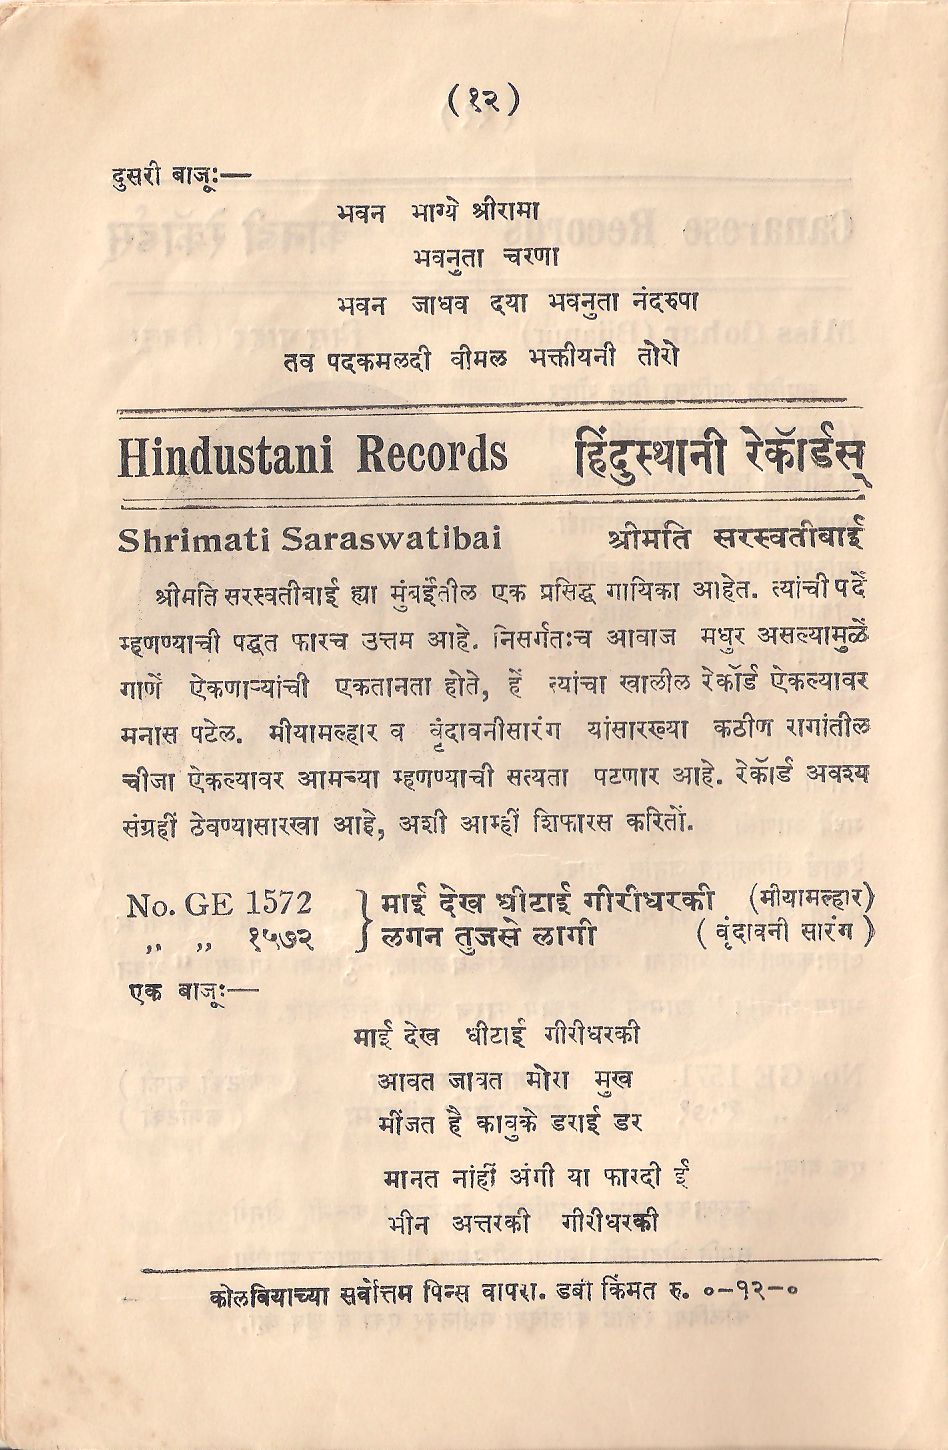 (१२)
दुसरी बाजू:—
भवन भाग्ये श्रीरामा
भवनुता चरणा
भवन जाधव दया भवनुता नंदरुपा
तव पदकमलदी वीमल भक्तीयनी तोरो
Hindustani Records हिंदुस्थानी रेकॉर्डस्
Shrimati Saraswatibai श्रीमति सरस्वतीबाई
श्रीमति सरस्वतीबाई ह्या मुंबईतील एक प्रसिद्ध गायिका आहेत. त्यांची पदें
म्हणण्याची पद्धत फारच उत्तम आहे. निसर्गतःच आवाज मधुर असल्यामुळें
गाणें ऐकणाऱ्यांची एकतानता होते, हें त्यांचा खालील रेकॉर्ड ऐकल्यावर
मनास पटेल. मीयामल्हार व वृंदावनीसारंग यांसारख्या कठीण रागांतील
चीजा ऐकल्यावर आमच्या म्हणण्याची सत्यता पटणार आहे. रेकॉर्ड अवश्य
संग्रहीं ठेवण्यासारखा आहे, अशी आम्हीं शिफारस करितों.
No. GE 1572 } माई देख धीटाई गीरीधरकी (मीयामल्हार)
,, ,, १५७२ } लगन तुजसे लागी (वृंदावनी सारंग)
एक बाजू:—
माई देख धीटाई गीरीधरकी
आवत जावत मोरा मुख
मींजत है कावुके डराई डर
मानत नांहीं अंगी या फारदी ई
भीन अत्तरकी गीरीधरकी
कोलंबियाच्या सर्वोत्तम पिन्स वापरा. डबी किंमत रु. ०-१२-०